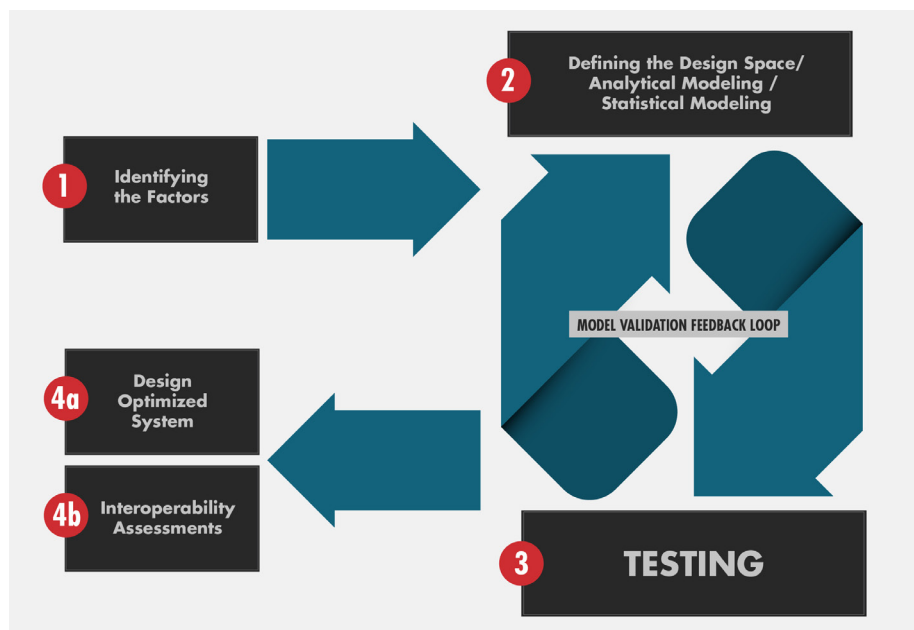 1
Identifying
the Factors
2
Defining the Design Space/
Analytical Modeling /
Statistical Modeling
MODEL VALIDATION FEEDBACK LOOP
3
TESTING
4a
Design
Optimized
System
4b
Interoperability
Assessments